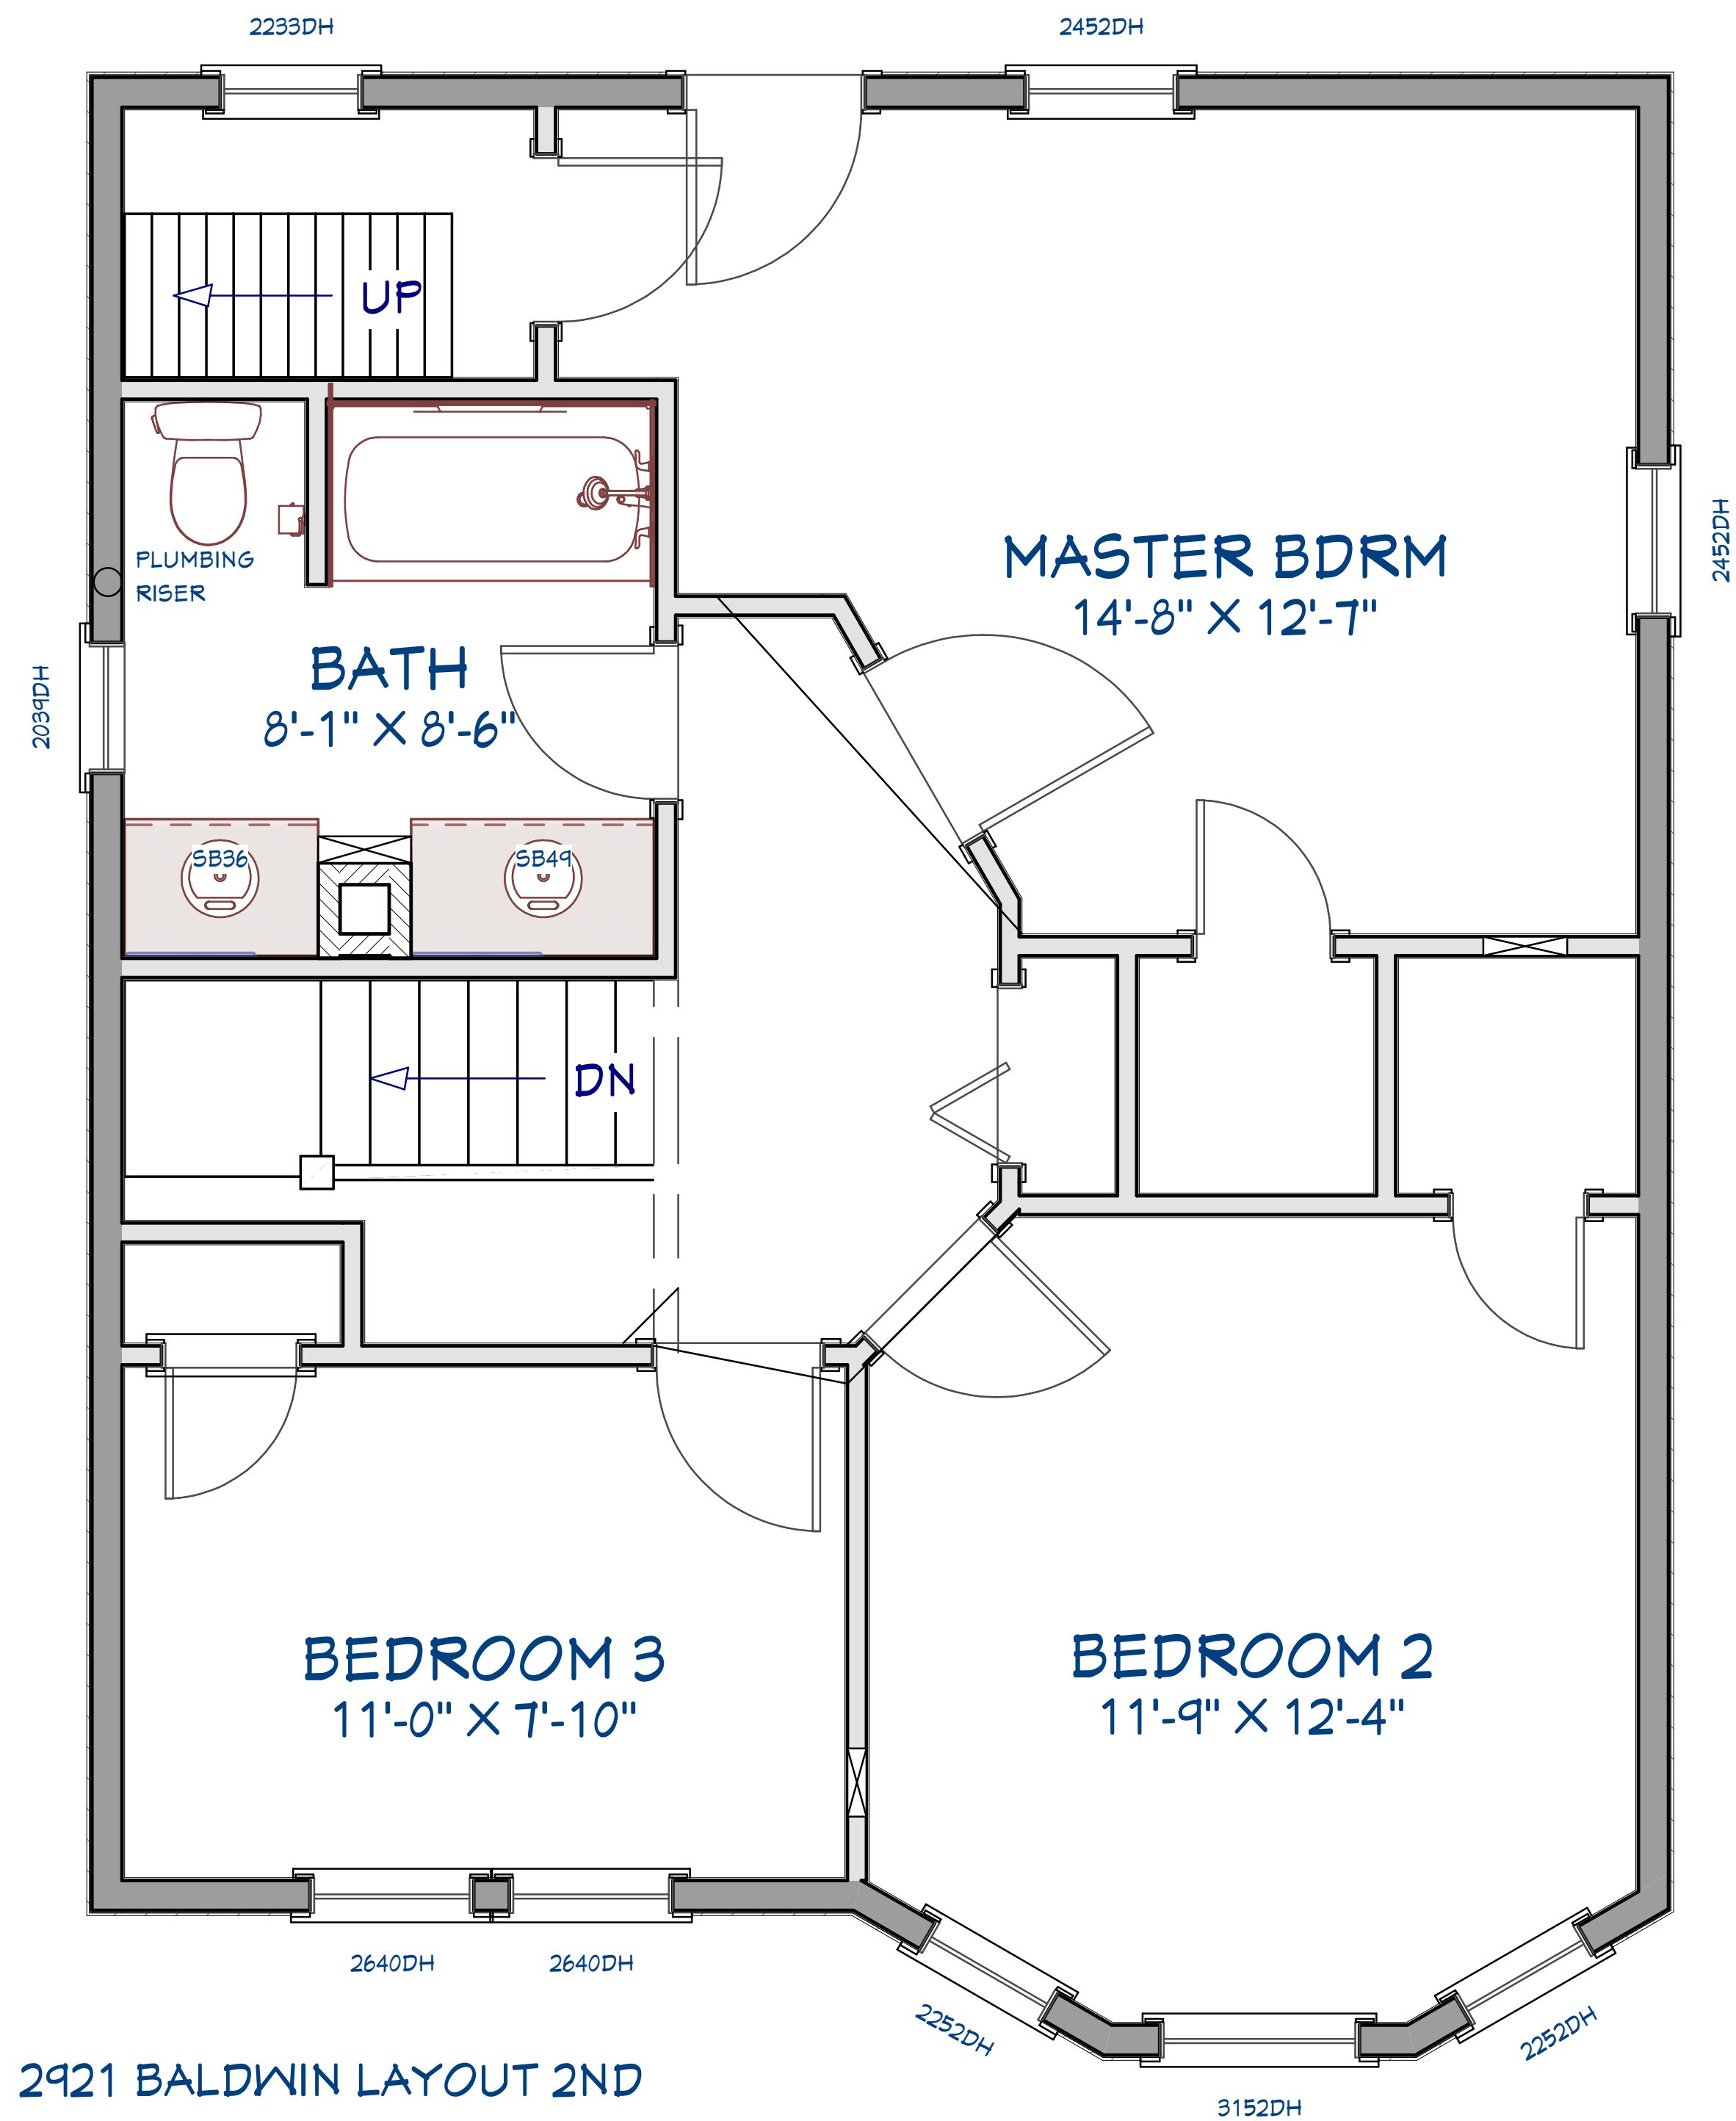 2233DH
2452DH
UP
2452DH
MASTER BDRM
14'-8" X 12'-7"
PLUMBING
RISER
2039DH
BATH
8'-1" X 8'-6"
SB36
SB49
DN
BEDROOM 3
11'-0" X 7'-10"
BEDROOM 2
11'-9" X 12'-4"
2640DH
2640DH
2252DH
2252DH
3152DH
2921 BALDWIN LAYOUT 2ND